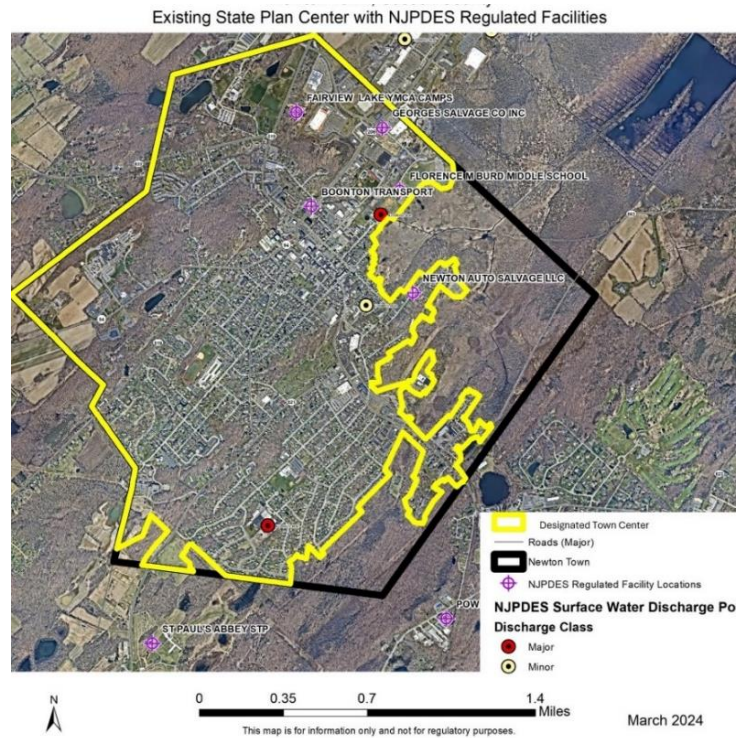 Existing State Plan Center with NJPDES Regulated Facilities
FAIRVIEW LAKE YMCA CAMPS
GEORGES SALVAGE CO INC
FLORENCE M BURD MIDDLE SCHOOL
BOONTON TRANSPORT
NEWTON AUTO SALVAGE LLC
ST PAUL'S ABBEY STP
POW
Designated Town Center
Roads (Major)
Newton Town
NJPDES Regulated Facility Locations
NJPDES Surface Water Discharge Po
Discharge Class
Major
Minor
N
0 0.35 0.7 1.4
Miles
This map is for information only and not for regulatory purposes.
March 2024